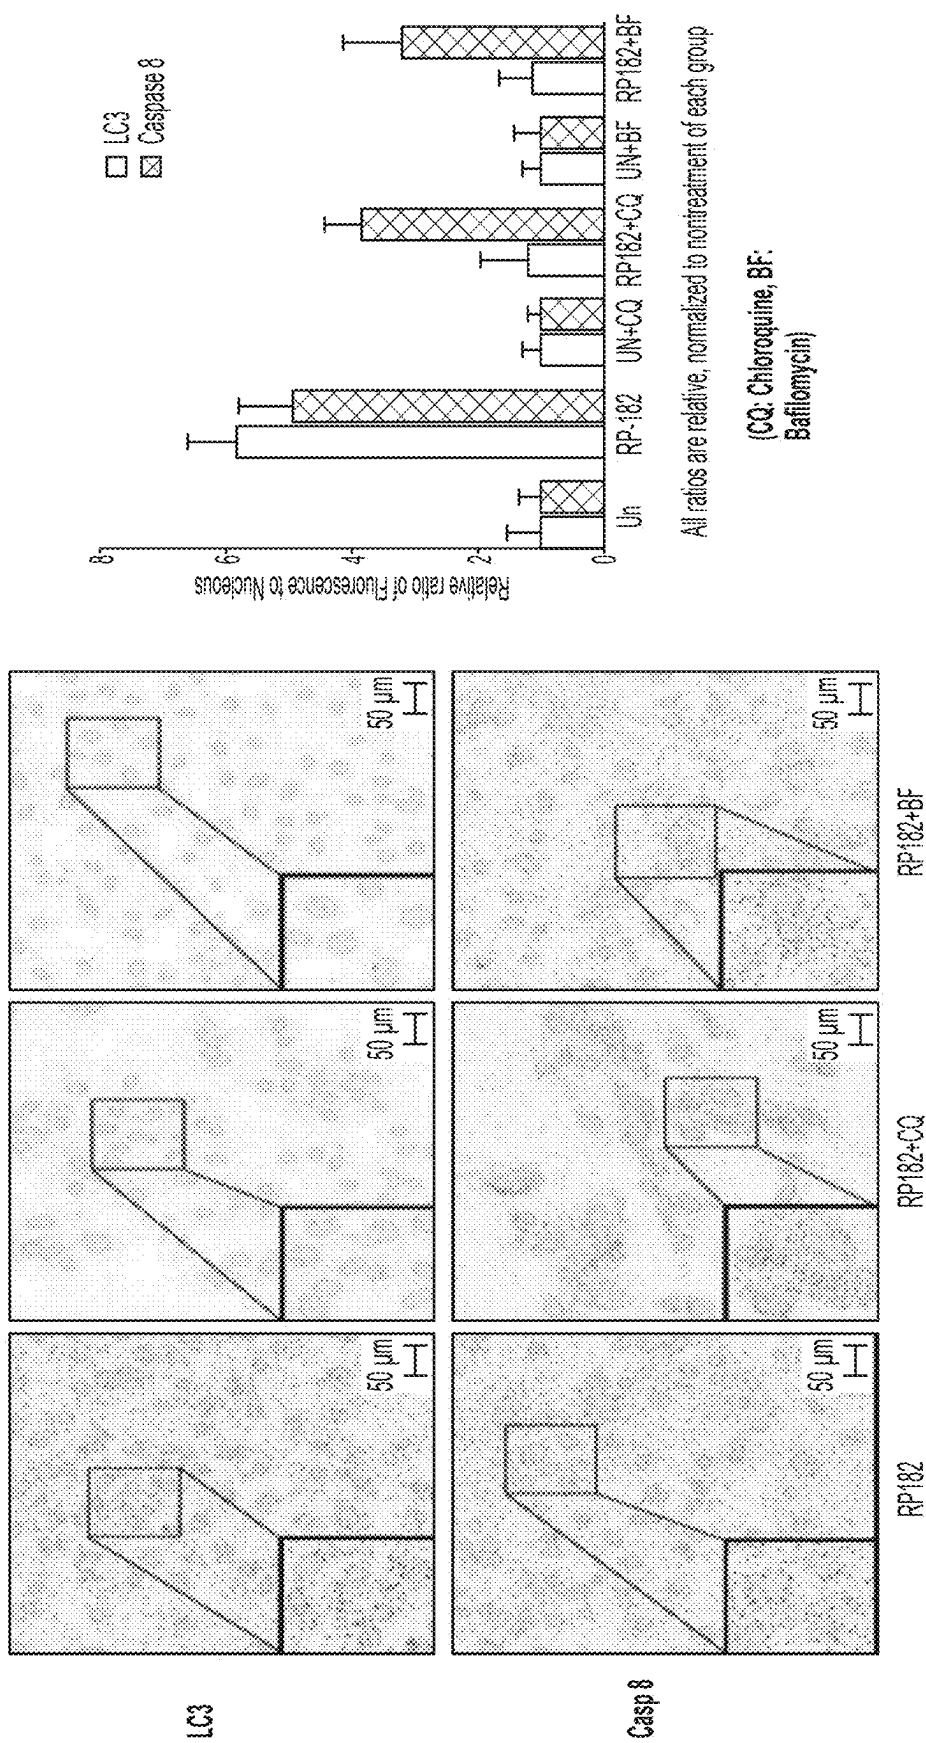 LC3
50 µm
50 µm
50 µm
Casp 8
50 µm
50 µm
50 µm
RP182
RP182+CQ
RP182+BF
LC3
Caspase 8
Relative ratio of Fluorescence to Nucleous
8
6
4
2
0
Un
RP-182
UN+CQ
RP182+CQ
UN+BF
RP182+BF
All ratios are relative, normalized to nontreatment of each group
(CQ: Chloroquine, BF:
Bafilomycin)